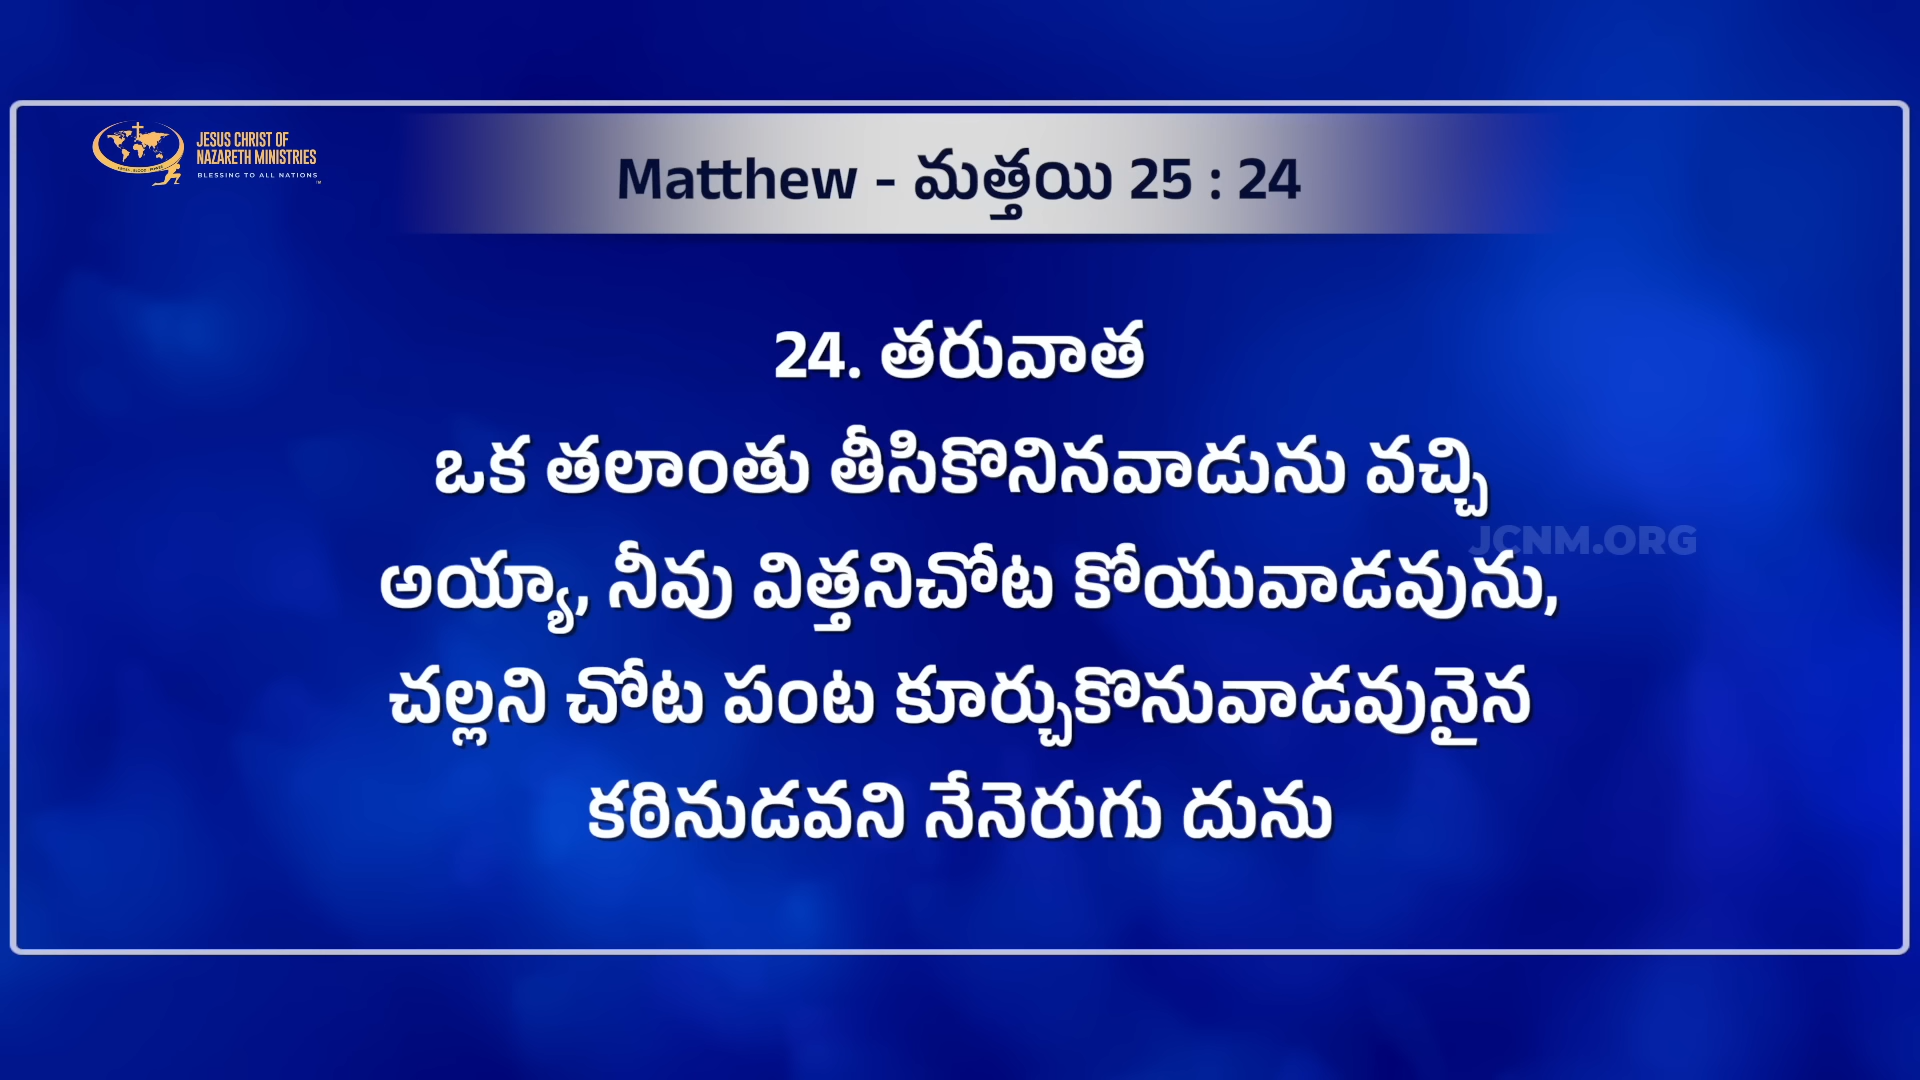 JESUS CHRIST OF
NAZARETH MINISTRIES
BLESSING TO ALL NATIONS
Matthew - మత్తయి 25 : 24
24. తరువాత
ఒక తలాంతు తీసికొనినవాడును వచ్చి
అయ్యా, నీవు విత్తనిచోట కోయువాడవును,
చల్లని చోట పంట కూర్చుకొనువాడవునైన
కఠినుడవని నేనెరుగు దును
JCNM.ORG